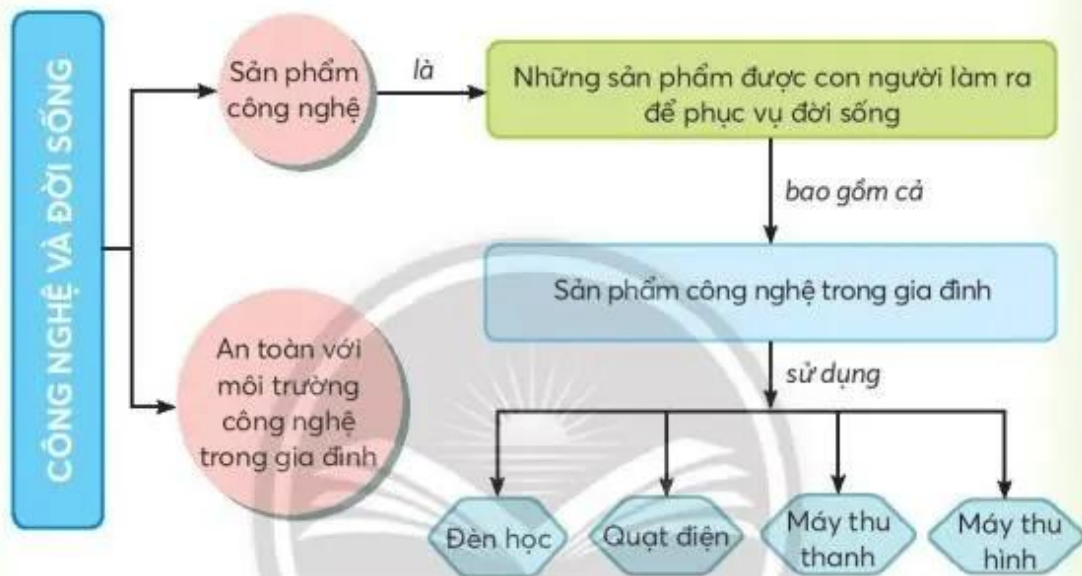 CÔNG NGHỆ VÀ ĐỜI SỐNG
Sản phẩm
công nghệ
là
Những sản phẩm được con người làm ra
để phục vụ đời sống
bao gồm cả
Sản phẩm công nghệ trong gia đình
sử dụng
Đèn học
Quạt điện
Máy thu
thanh
Máy thu
hình
An toàn với
môi trường
công nghệ
trong gia đình